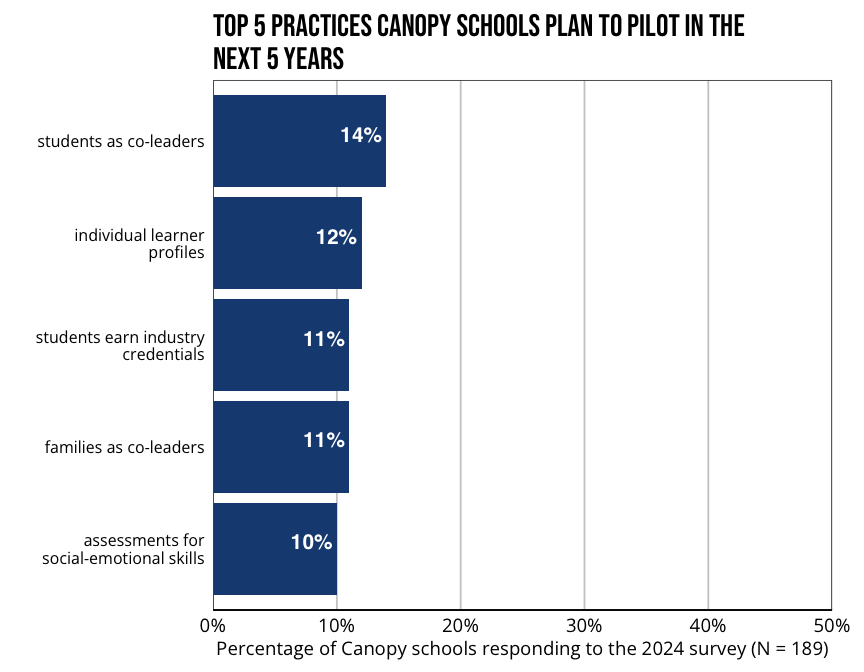 TOP 5 PRACTICES CANOPY SCHOOLS PLAN TO PILOT IN THE
NEXT 5 YEARS
students as co-leaders
14%
individual learner
profiles
12%
students earn industry
credentials
11%
families as co-leaders
11%
assessments for
social-emotional skills
10%
0% 10% 20% 30% 40% 50%
Percentage of Canopy schools responding to the 2024 survey (N = 189)